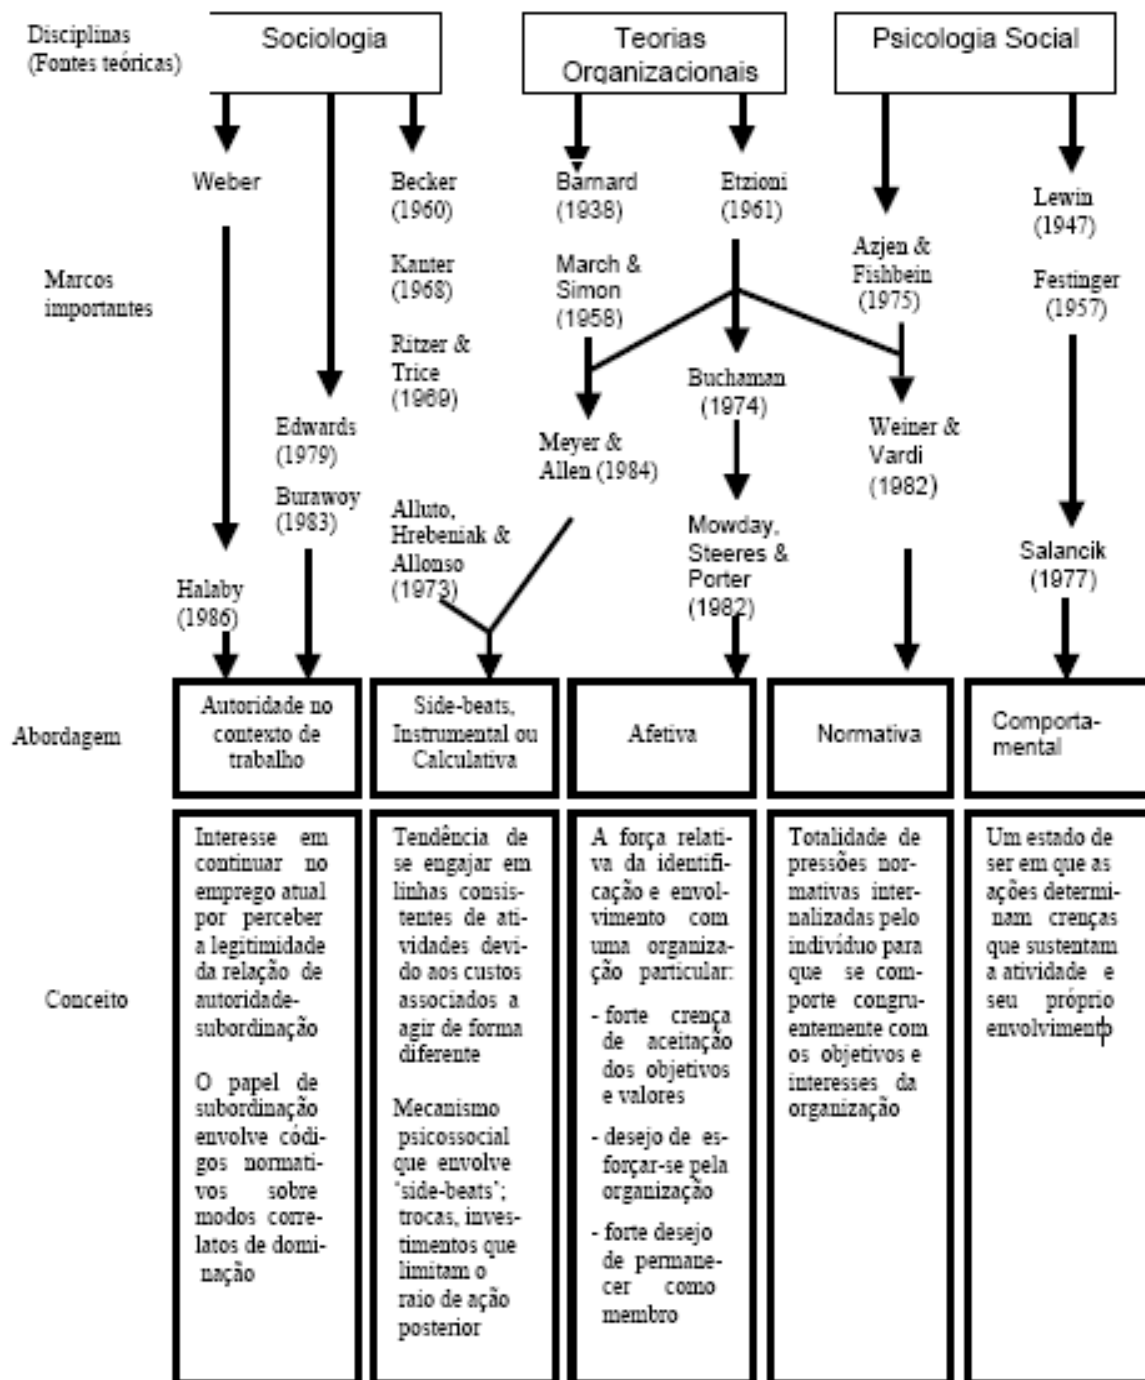 Disciplinas
(Fontes teóricas)
Sociologia
Teorias
Organizacionais
Psicologia Social
Marcos
importantes
Weber
Becker
(1960)
Kanter
(1968)
Ritzer &
Trice
(1969)
Barnard
(1938)
March &
Simon
(1958)
Etzioni
(1961)
Azjen &
Fishbein
(1975)
Lewin
(1947)
Festinger
(1957)
Edwards
(1979)
Burawoy
(1983)
Meyer &
Allen (1984)
Buchaman
(1974)
Weiner &
Vardi
(1982)
Halaby
(1986)
Alluto,
Hrebeniak &
Allonso
(1973)
Mowday,
Steeres &
Porter
(1982)
Salancik
(1977)
Abordagem
Autoridade no
contexto de
trabalho
Side-beats,
Instrumental ou
Calculativa
Afetiva
Normativa
Comporta-
mental
Conceito
Interesse em
continuar no
emprego atual
por perceber
a legitimidade
da relação de
autoridade-
subordinação
O papel de
subordinação
envolve códi-
gos normati-
vos sobre
modos corre-
latos de domi-
nação
Tendência de
se engajar em
linhas consis-
tentes de ati-
vidades devi-
do aos custos
associados a
agir de forma
diferente
Mecanismo
psicossocial
que envolve
"side-beats";
trocas, inves-
timentos que
limitam o
raio de ação
posterior
A força relati-
va da identifi-
cação e envol-
vimento com
uma organiza-
ção particular:
- forte crença
de aceitação
dos objetivos
e valores
- desejo de es-
forçar-se pela
organização
- forte desejo
de permane-
cer como
membro
Totalidade de
pressões nor-
mativas inter-
nalizadas pelo
indivíduo para
que se com-
porte congru-
entemente com
os objetivos e
interesses da
organização
Um estado de
ser em que as
ações determi-
nam crenças
que sustentam
a atividade e
seu próprio
envolvimento